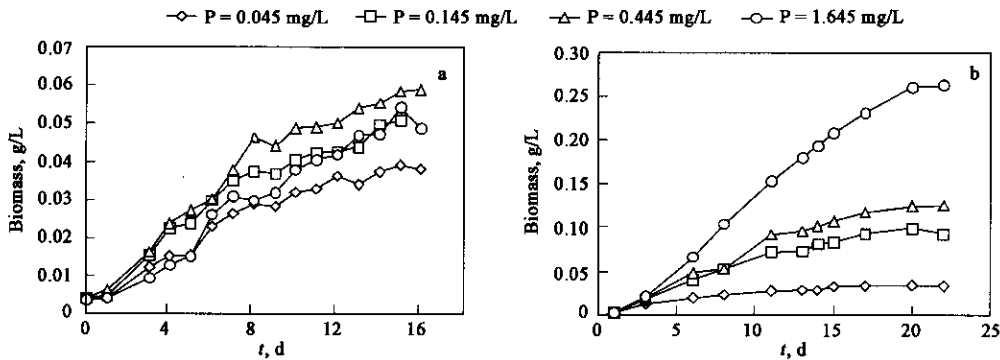 P = 0.045 mg/L P = 0.145 mg/L P = 0.445 mg/L P = 1.645 mg/L
a
0.07
0.06
0.05
0.04
0.03
0.02
0.01
0
Biomass, g/L
0 4 8 12 16
t, d
b
0.30
0.25
0.20
0.15
0.10
0.05
0
Biomass, g/L
0 5 10 15 20 25
t, d